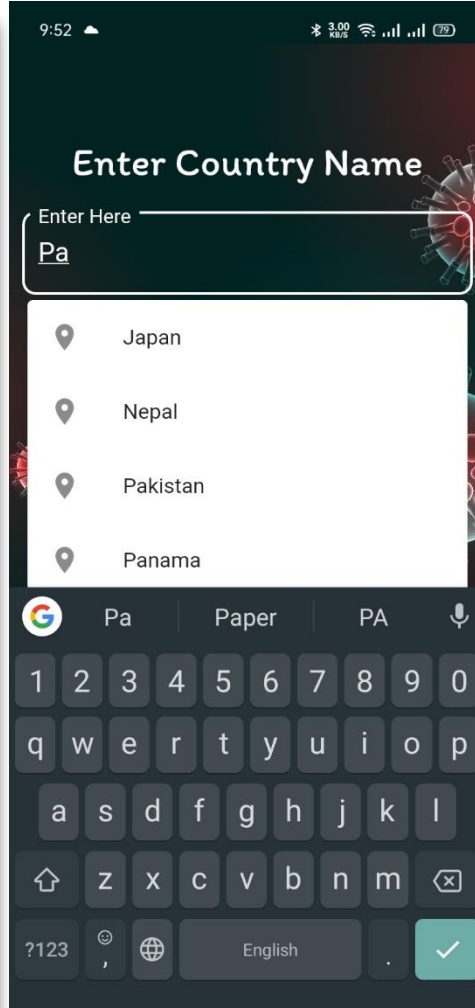 9:52 3.00 KB/S 79
Enter Country Name
Enter Here
Pa
Japan
Nepal
Pakistan
Panama
G Pa Paper PA
1 2 3 4 5 6 7 8 9 0
q w e r t y u i o p
a s d f g h j k l
z x c v b n m
?123 , English .